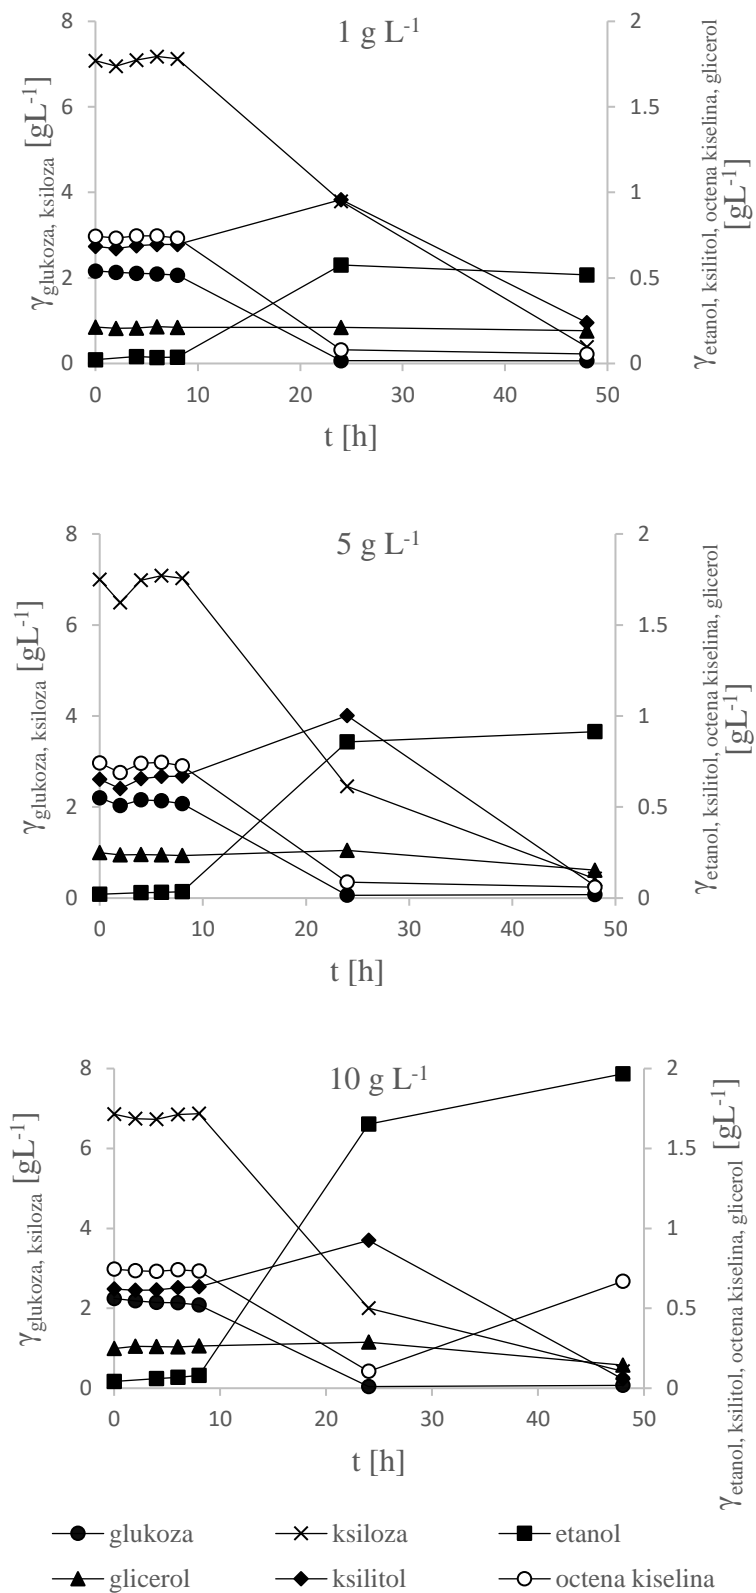 1 g L-1
8
7
6
4
2
0
2
1.5
1
0.5
0
0 10 20 30 40 50
γglukoza, ksiloza [gL-1]
γetanol, ksilitol, octena kiselina, glicerol
[gL-1]
t [h]
5 g L-1
8
6
4
2
0
2
1.5
1
0.5
0
0 10 20 30 40 50
γglukoza, ksiloza [gL-1]
γetanol, ksilitol, octena kiselina, glicerol
[gL-1]
t [h]
10 g L-1
8
6
4
2
0
2
1.5
1
0.5
0
0 10 20 30 40 50
γglukoza, ksiloza [gL-1]
γetanol, ksilitol, octena kiselina, glicerol [gL-1]
t [h]
glukoza ksiloza etanol
glicerol ksilitol octena kiselina